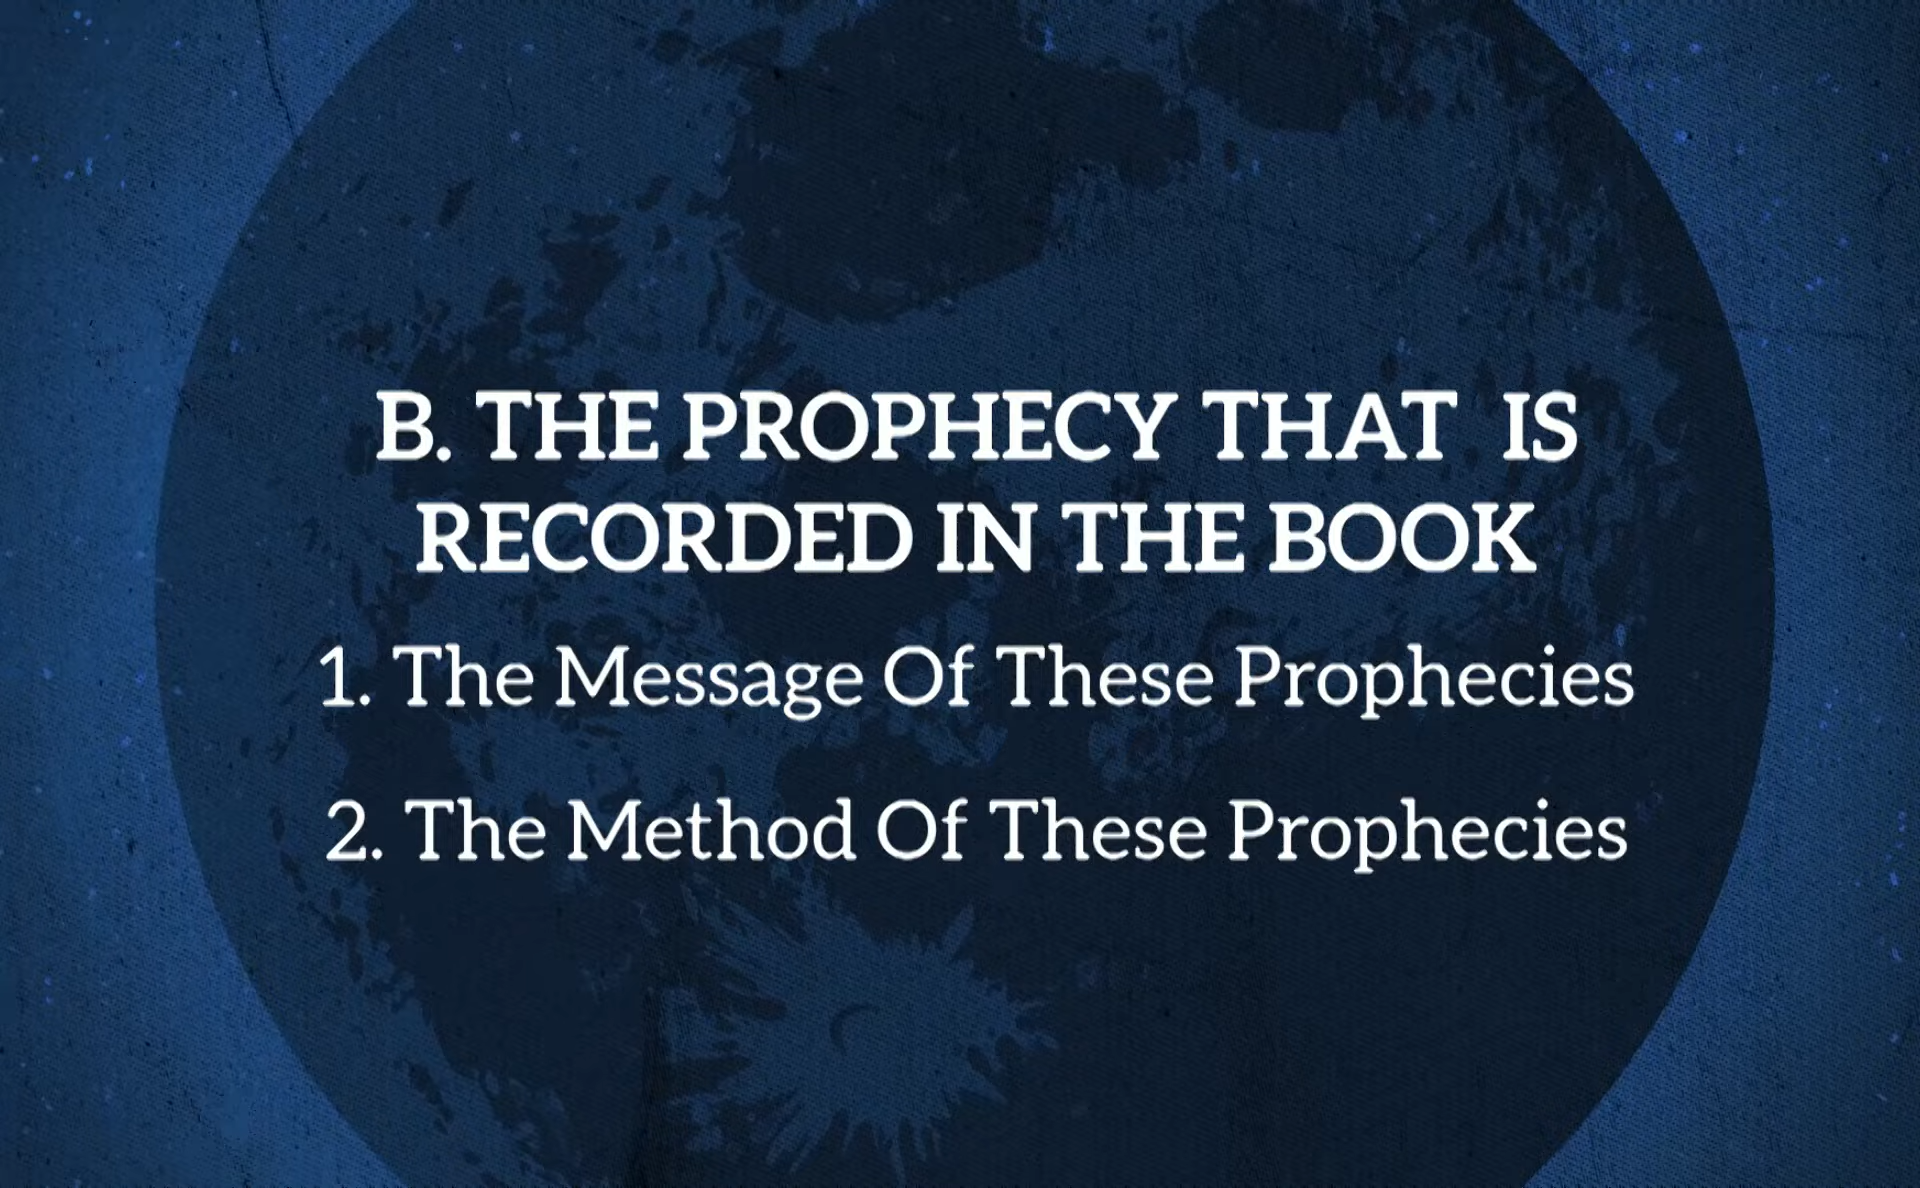 B. THE PROPHECY THAT IS
RECORDED IN THE BOOK
1. The Message Of These Prophecies
2. The Method Of These Prophecies